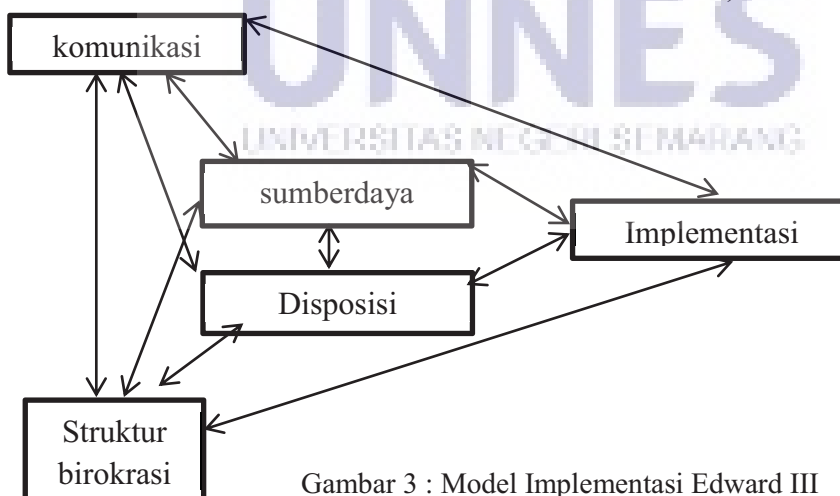 komunikasi
UNNES
UNIVERSITAS NEGERI SEMARANG
sumberdaya
Implementasi
Disposisi
Struktur
birokrasi
Gambar 3 : Model Implementasi Edward III